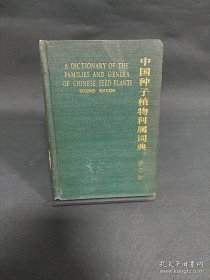 A DICTIONARY OF THE
FAMILIES AND GENERA
OF CHINESE SEED PLANTS
SECOND EDITION
中国种子植物科属词典